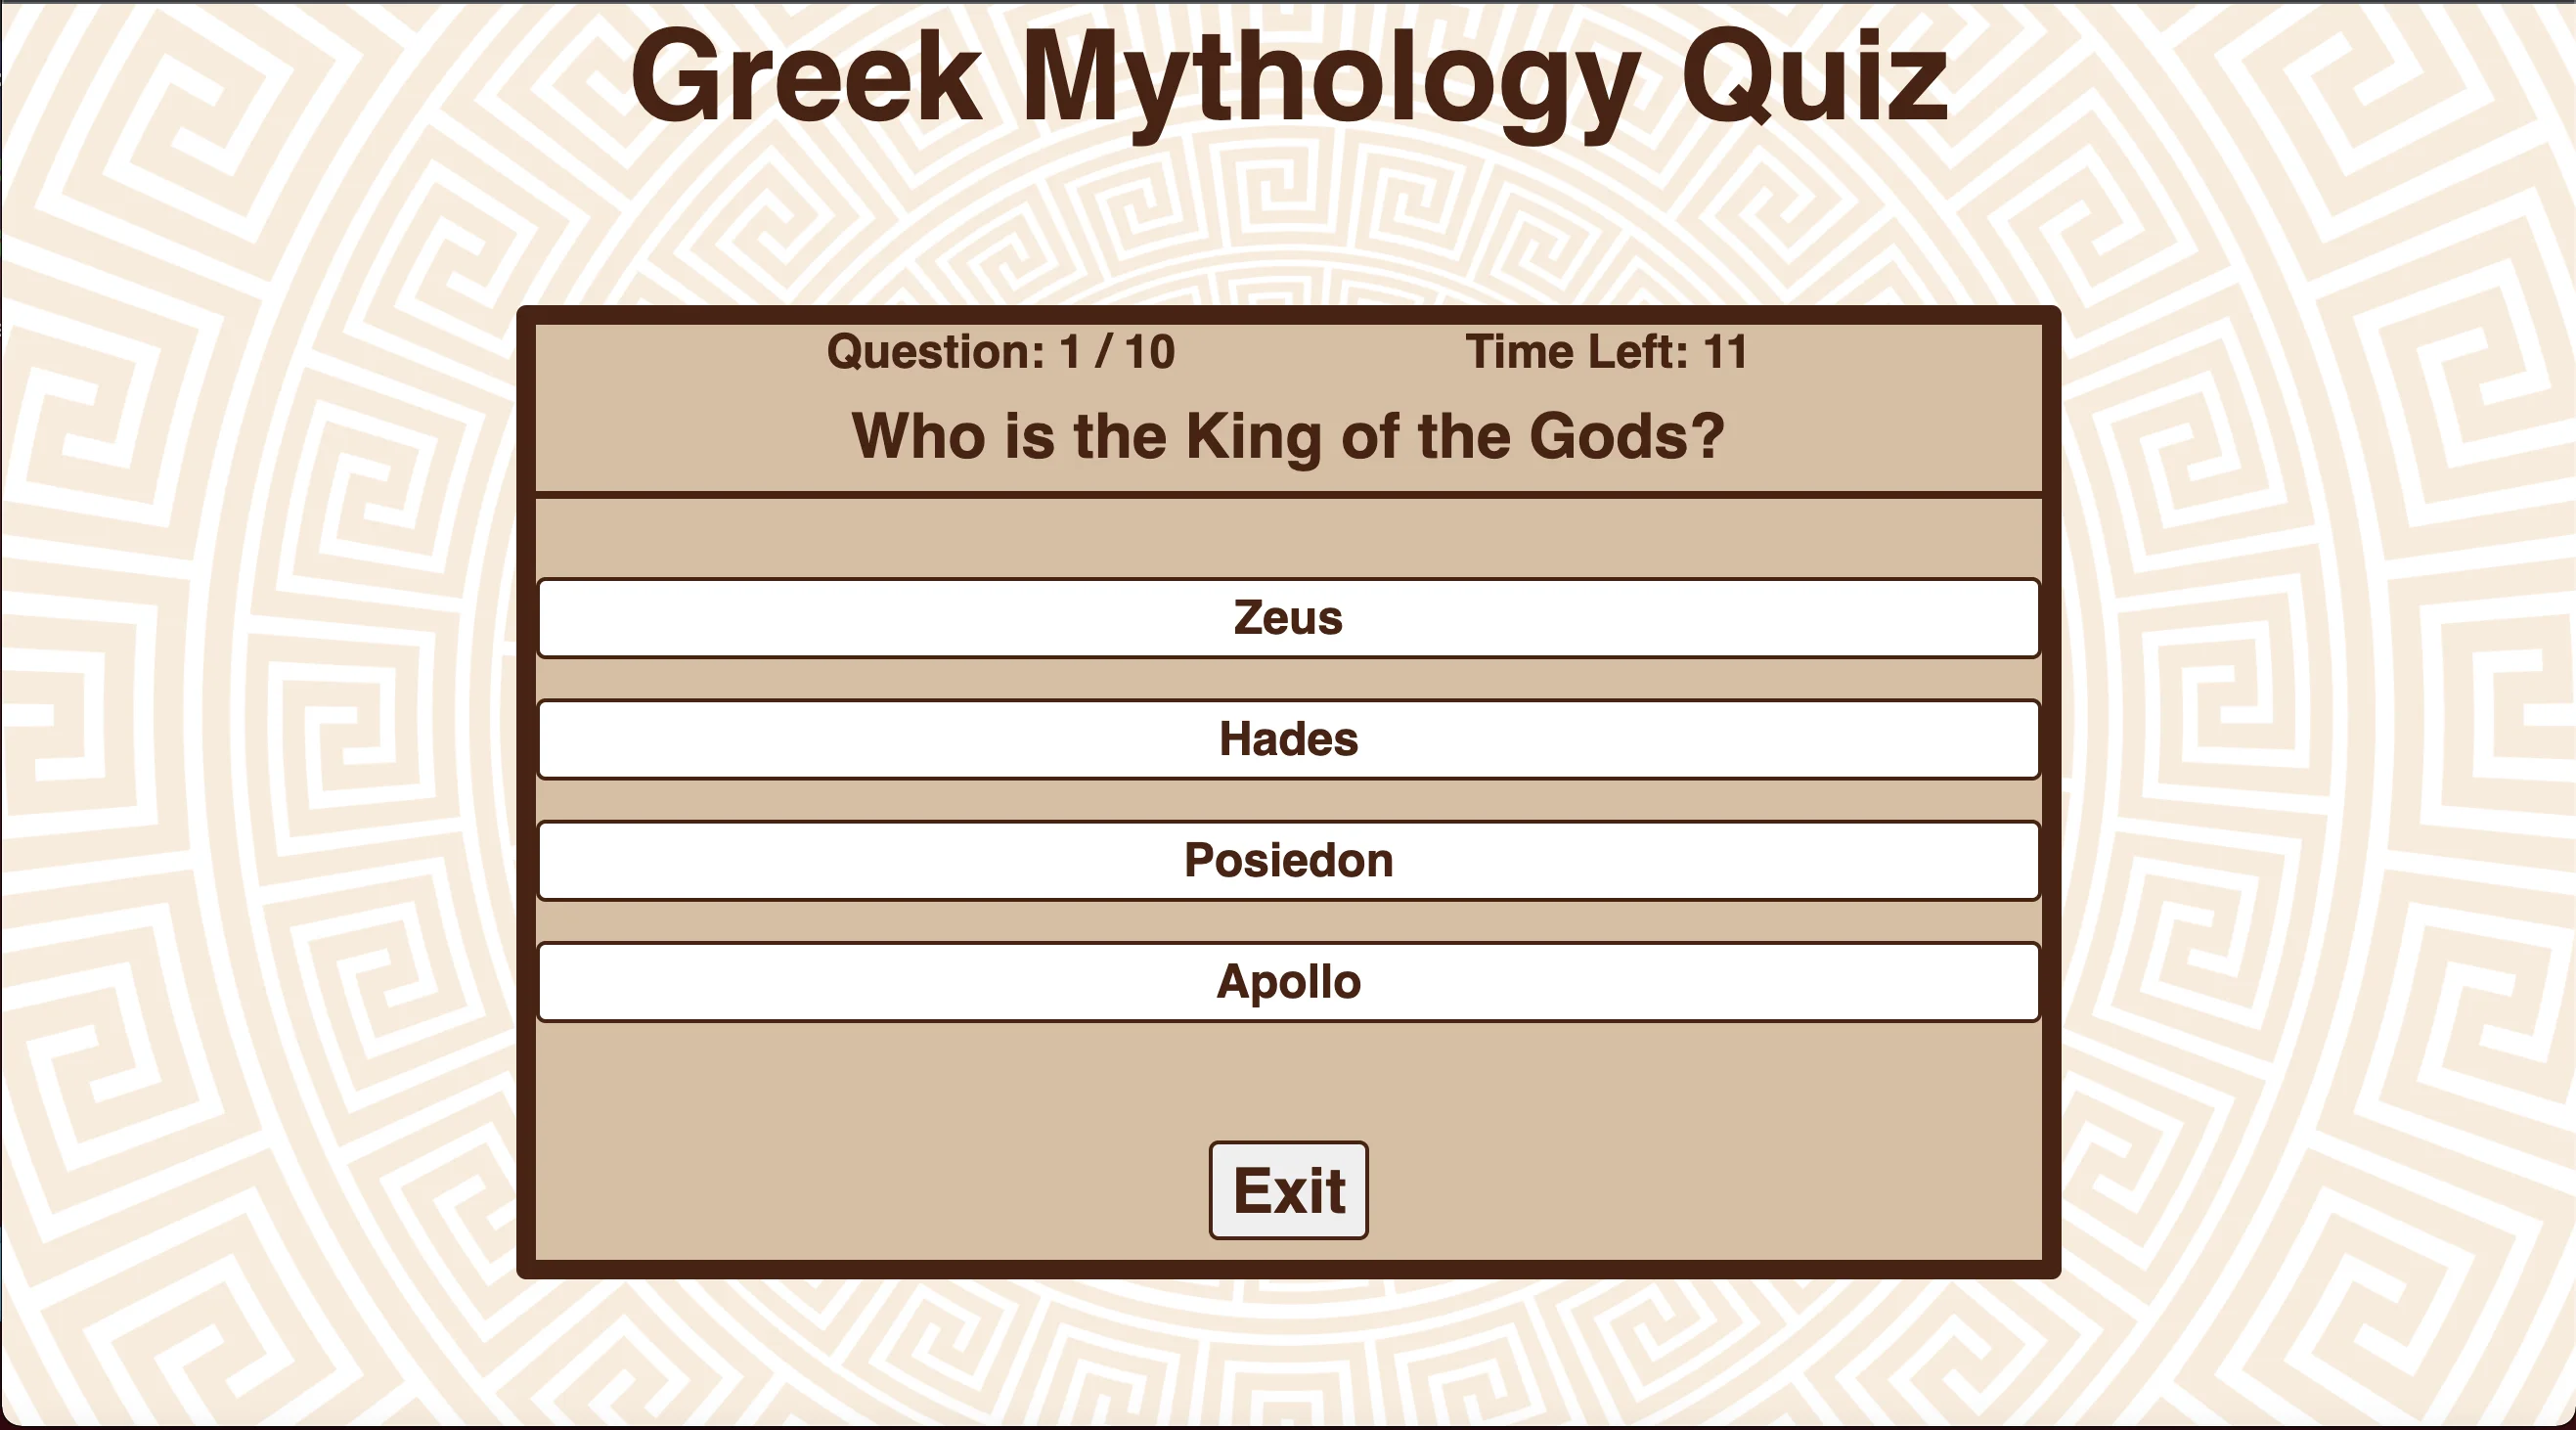 Greek Mythology Quiz
Question: 1 / 10 Time Left: 11
Who is the King of the Gods?
Zeus
Hades
Posiedon
Apollo
Exit